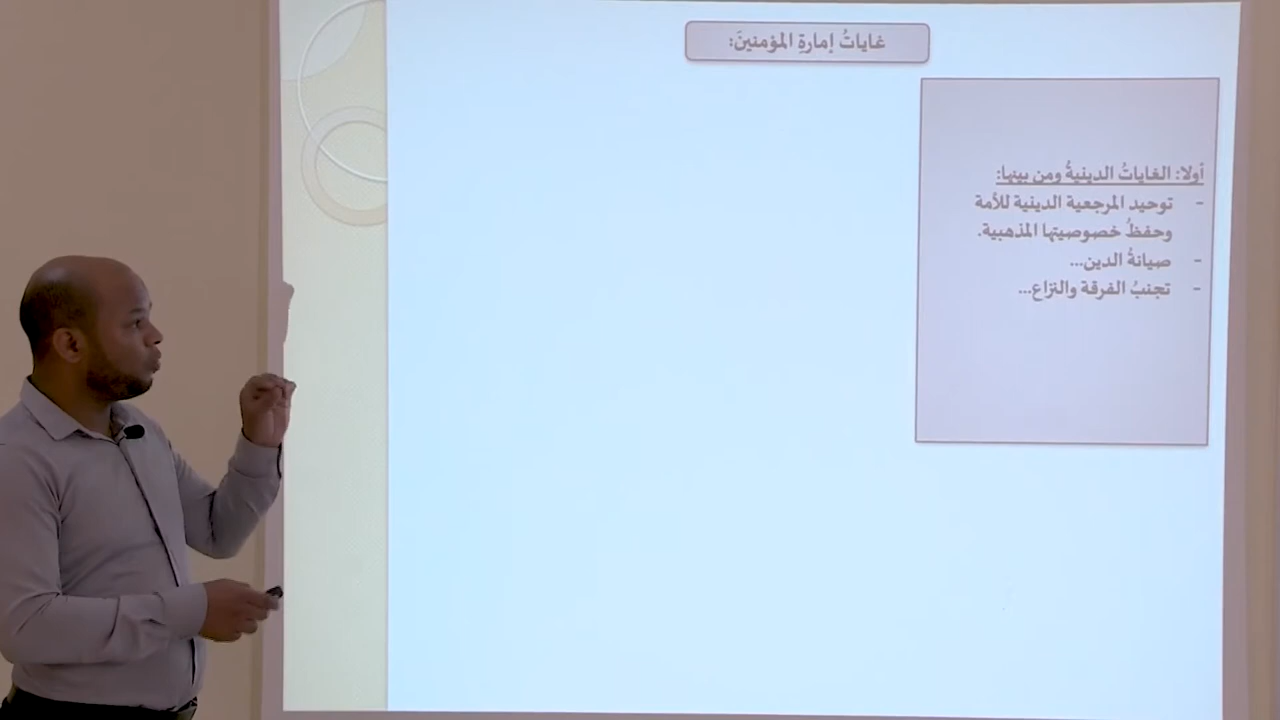 غاياتُ إمارةِ المؤمنينَ:
أولا: الغاياتُ الدينيةُ ومن بينها:
- توحيد المرجعية الدينية للأمة
وحفظُ خصوصيتها المذهبية.
- صيانةُ الدين...
- تجنبُ الفرقة والنزاع...